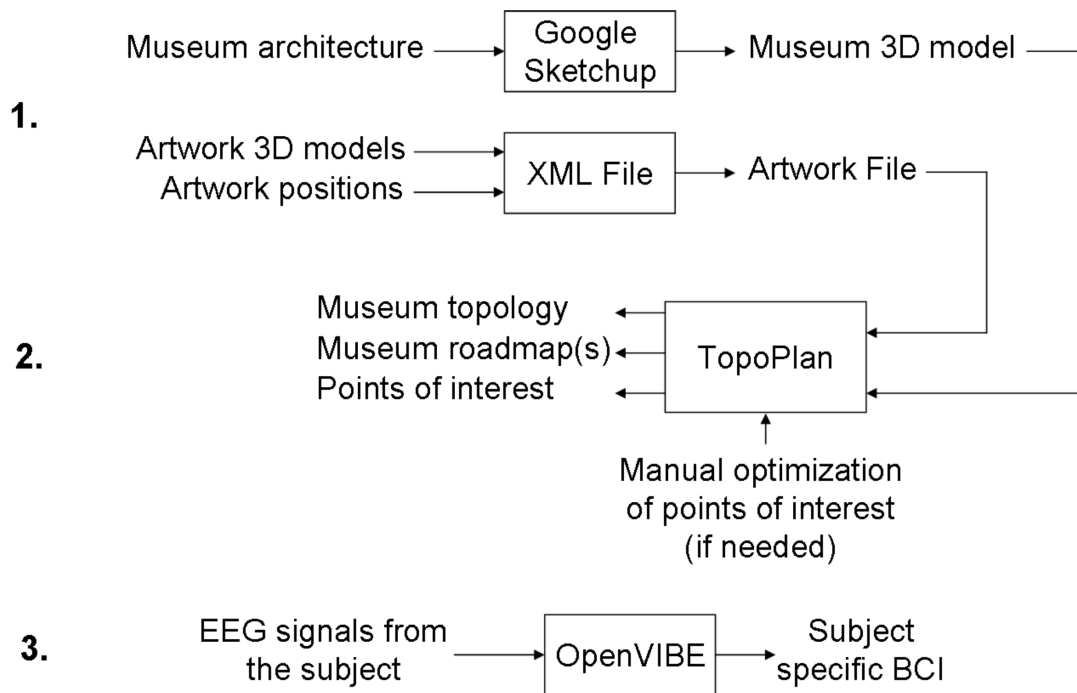 1.
Museum architecture
Google
Sketchup
Museum 3D model
Artwork 3D models
Artwork positions
XML File
Artwork File
2.
Museum topology
Museum roadmap(s)
Points of interest
TopoPlan
Manual optimization
of points of interest
(if needed)
3.
EEG signals from
the subject
OpenVIBE
Subject
specific BCI